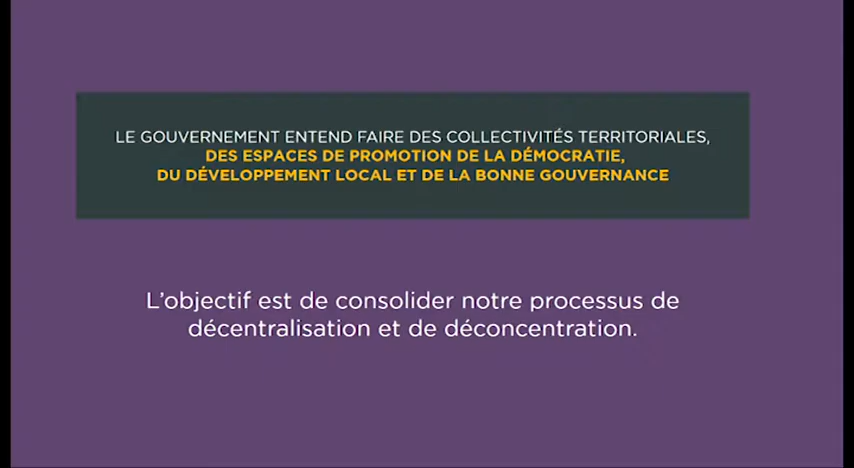 LE GOUVERNEMENT ENTEND FAIRE DES COLLECTIVITÉS TERRITORIALES,
DES ESPACES DE PROMOTION DE LA DÉMOCRATIE,
DU DÉVELOPPEMENT LOCAL ET DE LA BONNE GOUVERNANCE
L'objectif est de consolider notre processus de
décentralisation et de déconcentration.